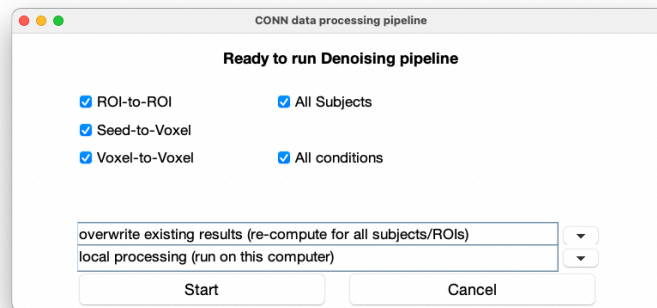 CONN data processing pipeline
Ready to run Denoising pipeline
ROI-to-ROI All Subjects
Seed-to-Voxel
Voxel-to-Voxel All conditions
overwrite existing results (re-compute for all subjects/ROIs)
local processing (run on this computer)
Start Cancel